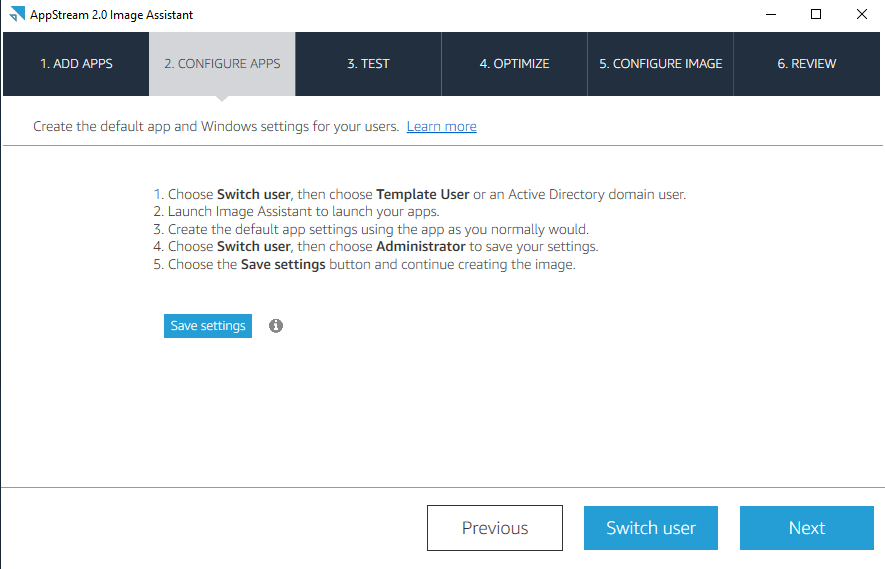 AppStream 2.0 Image Assistant
1. ADD APPS
2. CONFIGURE APPS
3. TEST
4. OPTIMIZE
5. CONFIGURE IMAGE
6. REVIEW
Create the default app and Windows settings for your users. Learn more
1. Choose Switch user, then choose Template User or an Active Directory domain user.
2. Launch Image Assistant to launch your apps.
3. Create the default app settings using the app as you normally would.
4. Choose Switch user, then choose Administrator to save your settings.
5. Choose the Save settings button and continue creating the image.
Save settings
Previous
Switch user
Next